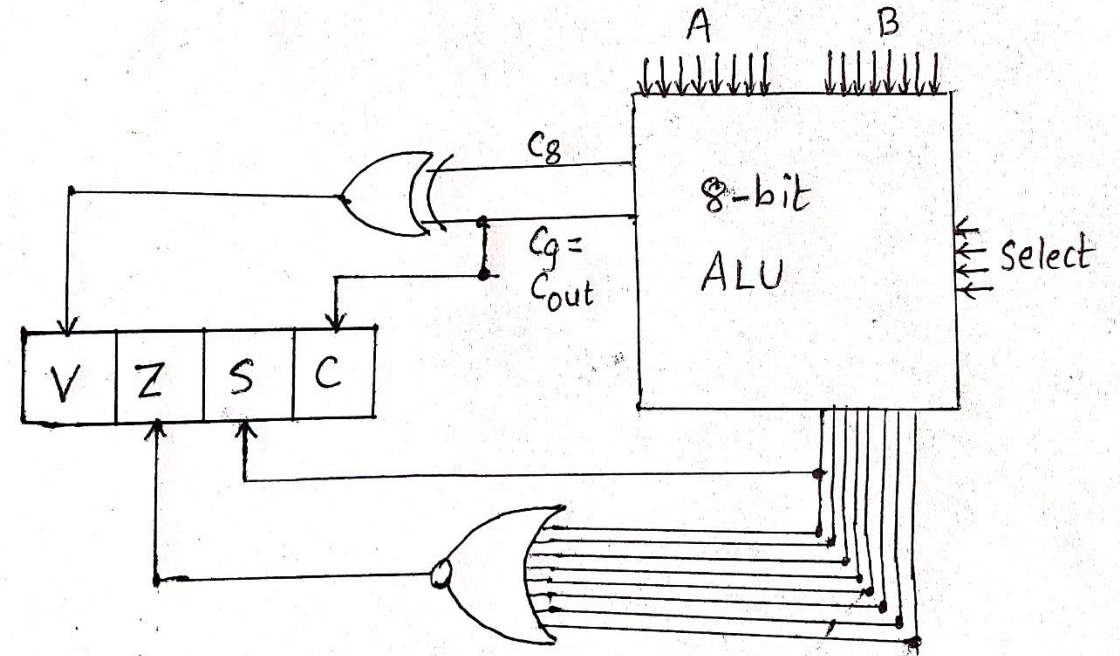 A B
C8
8-bit
ALU
C9 =
Cout
Select
V Z S C